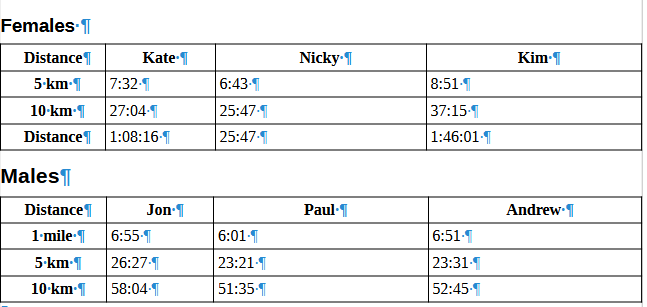 Females
Distance Kate Nicky Kim
5 km 7:32 6:43 8:51
10 km 27:04 25:47 37:15
Distance 1:08:16 25:47 1:46:01
Males
Distance Jon Paul Andrew
1 mile 6:55 6:01 6:51
5 km 26:27 23:21 23:31
10 km 58:04 51:35 52:45